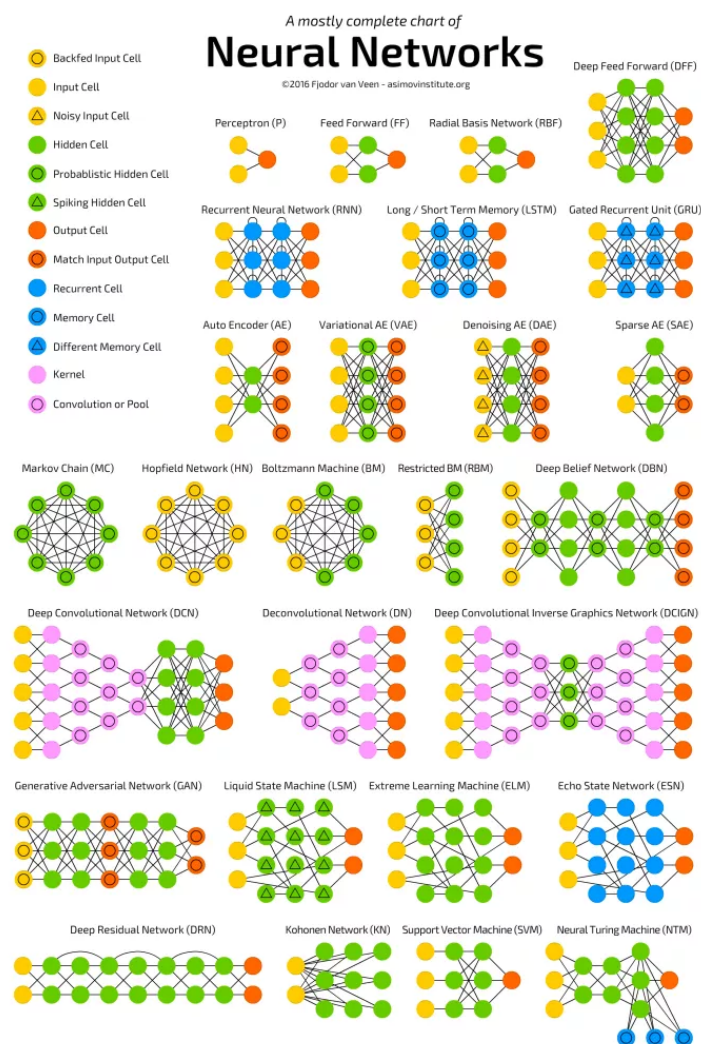 A mostly complete chart of
Neural Networks
©2016 Fjodor van Veen - asimovinstitute.org
Backfed Input Cell
Input Cell
Noisy Input Cell
Hidden Cell
Probablistic Hidden Cell
Spiking Hidden Cell
Output Cell
Match Input Output Cell
Recurrent Cell
Memory Cell
Different Memory Cell
Kernel
Convolution or Pool
Deep Feed Forward (DFF)
Perceptron (P)
Feed Forward (FF)
Radial Basis Network (RBF)
Recurrent Neural Network (RNN)
Long / Short Term Memory (LSTM)
Gated Recurrent Unit (GRU)
Auto Encoder (AE)
Variational AE (VAE)
Denoising AE (DAE)
Sparse AE (SAE)
Markov Chain (MC)
Hopfield Network (HN)
Boltzmann Machine (BM)
Restricted BM (RBM)
Deep Belief Network (DBN)
Deep Convolutional Network (DCN)
Deconvolutional Network (DN)
Deep Convolutional Inverse Graphics Network (DCIGN)
Generative Adversarial Network (GAN)
Liquid State Machine (LSM)
Extreme Learning Machine (ELM)
Echo State Network (ESN)
Deep Residual Network (DRN)
Kohonen Network (KN)
Support Vector Machine (SVM)
Neural Turing Machine (NTM)